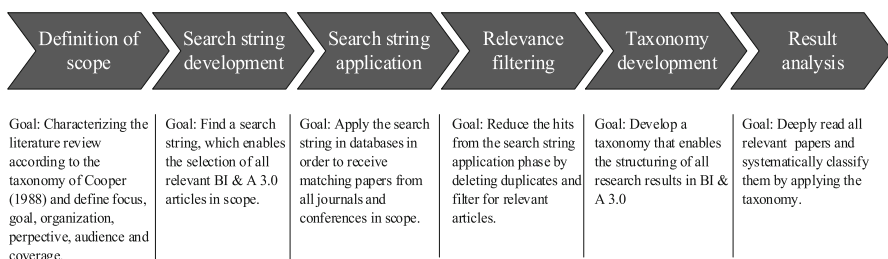 Definition of
scope
Search string
development
Search string
application
Relevance
filtering
Taxonomy
development
Result
analysis
Goal: Characterizing the
literature review
according to the
taxonomy of Cooper
(1988) and define focus,
goal, organization,
perpective, audience and
coverage.
Goal: Find a search
string, which enables
the selection of all
relevant BI & A 3.0
articles in scope.
Goal: Apply the search
string in databases in
order to receive
matching papers from
all journals and
conferences in scope.
Goal: Reduce the hits
from the search string
application phase by
deleting duplicates and
filter for relevant
articles.
Goal: Develop a
taxonomy that enables
the structuring of all
research results in BI &
A 3.0
Goal: Deeply read all
relevant papers and
systematically classify
them by applying the
taxonomy.